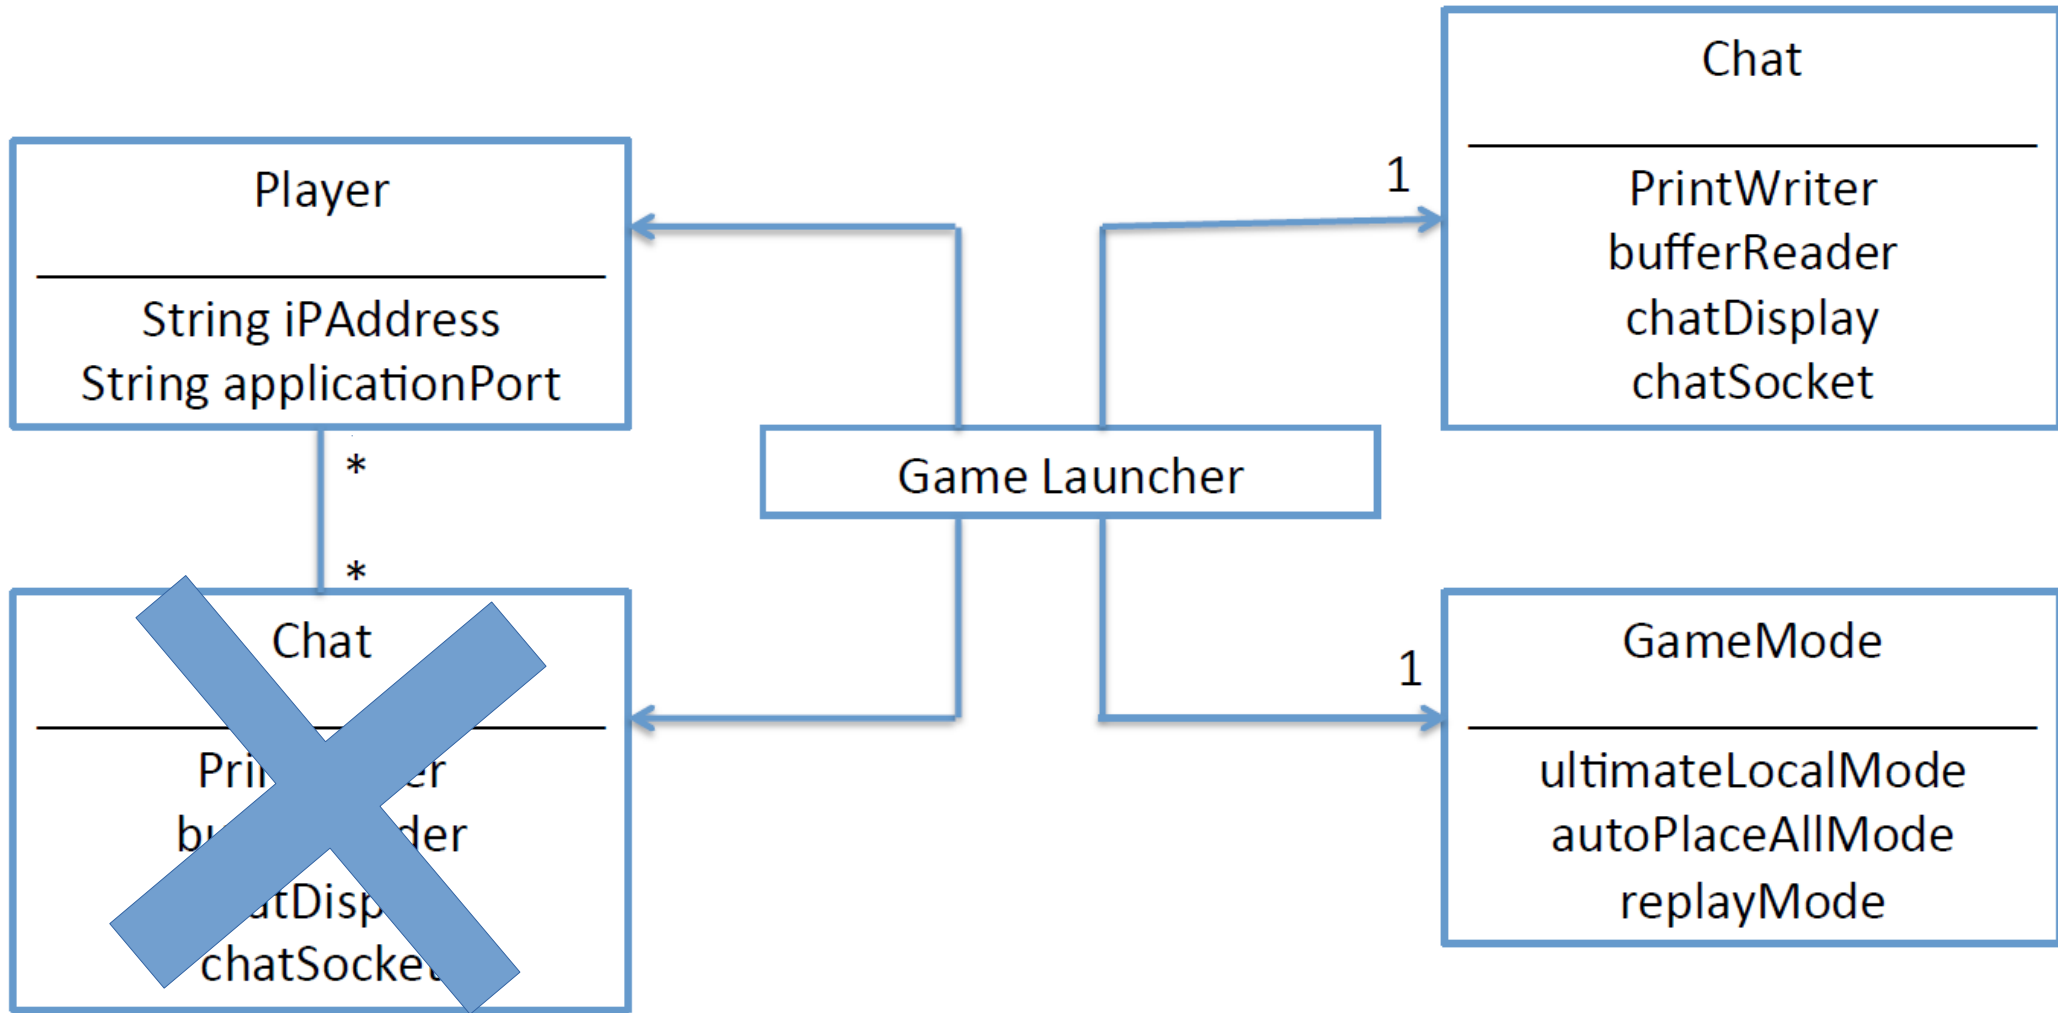 Player
String iPAddress
String applicationPort
*
*
Chat
chatSocket
Game Launcher
1
Chat
PrintWriter
bufferReader
chatDisplay
chatSocket
1
GameMode
ultimateLocalMode
autoPlaceAllMode
replayMode